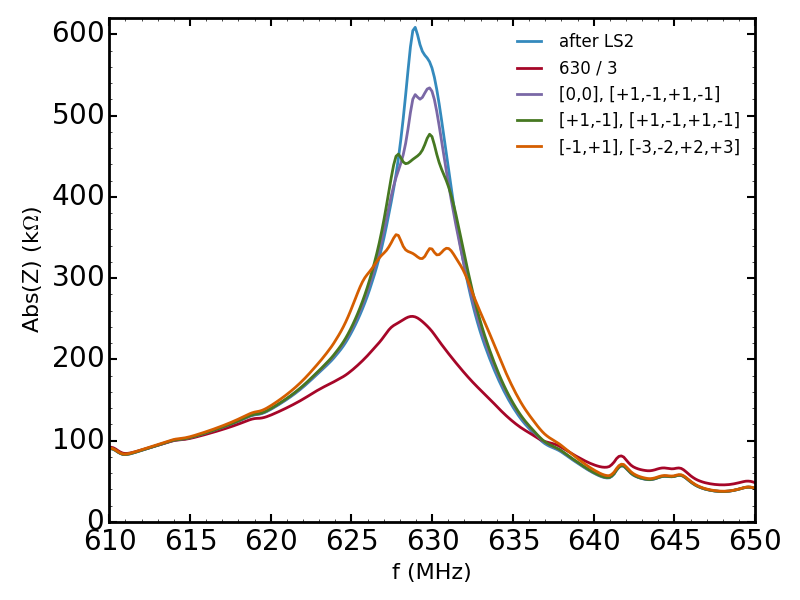 600
500
400
300
200
100
0
Abs(Z) (kΩ)
after LS2
630 / 3
[0,0], [+1,-1,+1,-1]
[+1,-1], [+1,-1,+1,-1]
[-1,+1], [-3,-2,+2,+3]
610 615 620 625 630 635 640 645 650
f (MHz)